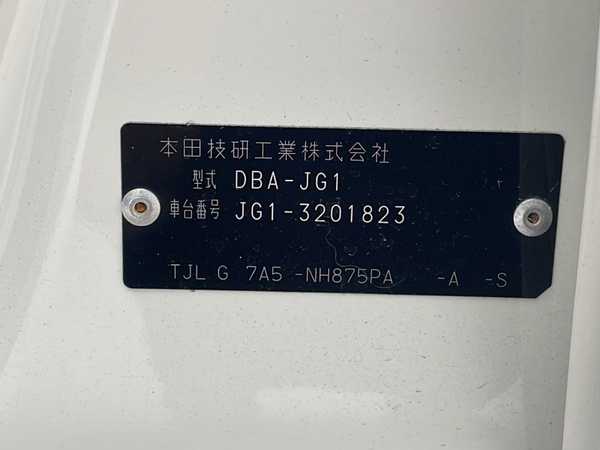 本田技研工業株式会社
型式 DBA-JG1
車台番号 JG1-3201823
TJL G 7A5 -NH875PA -A -S